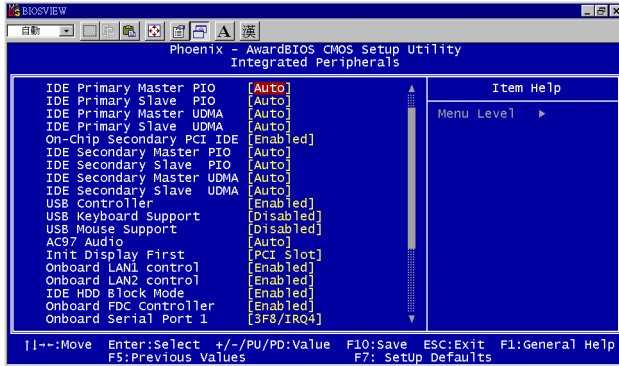 BIOSVIEW
自動
A 漢
Phoenix - AwardBIOS CMOS Setup Utility
Integrated Peripherals
IDE Primary Master PIO [Auto]
IDE Primary Slave PIO [Auto]
IDE Primary Master UDMA [Auto]
IDE Primary Slave UDMA [Auto]
On-Chip Secondary PCI IDE [Enabled]
IDE Secondary Master PIO [Auto]
IDE Secondary Slave PIO [Auto]
IDE Secondary Master UDMA [Auto]
IDE Secondary Slave UDMA [Auto]
USB Controller [Enabled]
USB Keyboard Support [Disabled]
USB Mouse Support [Disabled]
AC97 Audio [Auto]
Init Display First [PCI Slot]
Onboard LAN1 control [Enabled]
Onboard LAN2 control [Enabled]
IDE HDD Block Mode [Enabled]
Onboard FDC Controller [Enabled]
Onboard Serial Port 1 [3F8/IRQ4]
Item Help
Menu Level ►
↑↓→←:Move Enter:Select +/-/PU/PD:Value F10:Save ESC:Exit F1:General Help
F5:Previous Values F7: SetUp Defaults